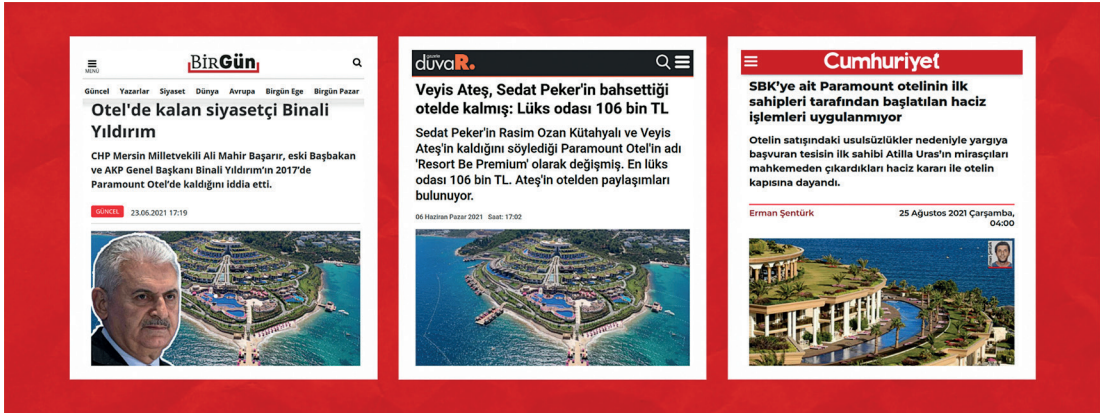 MENÜ
BirGün
Güncel Yazarlar Siyaset Dünya Avrupa Birgün Ege Birgün Pazar
Otel'de kalan siyasetçi Binali
Yıldırım
CHP Mersin Milletvekili Ali Mahir Başarır, eski Başbakan
ve AKP Genel Başkanı Binali Yıldırım'ın 2017'de
Paramount Otel'de kaldığını iddia etti.
GÜNCEL 23.06.2021 17:19
gazete
duvaR.
Veyis Ateş, Sedat Peker'in bahsettiği
otelde kalmış: Lüks odası 106 bin TL
Sedat Peker'in Rasim Ozan Kütahyalı ve Veyis
Ateş'in kaldığını söylediği Paramount Otel'in adı
'Resort Be Premium' olarak değişmiş. En lüks
odası 106 bin TL. Ateş'in otelden paylaşımları
bulunuyor.
06 Haziran Pazar 2021 Saat: 17:02
Cumhuriyet
SBK'ye ait Paramount otelinin ilk
sahipleri tarafından başlatılan haciz
işlemleri uygulanmıyor
Otelin satışındaki usulsüzlükler nedeniyle yargıya
başvuran tesisin ilk sahibi Atilla Uras'ın mirasçıları
mahkemeden çıkardıkları haciz kararı ile otelin
kapısına dayandı.
Erman Şentürk 25 Ağustos 2021 Çarşamba,
04:00